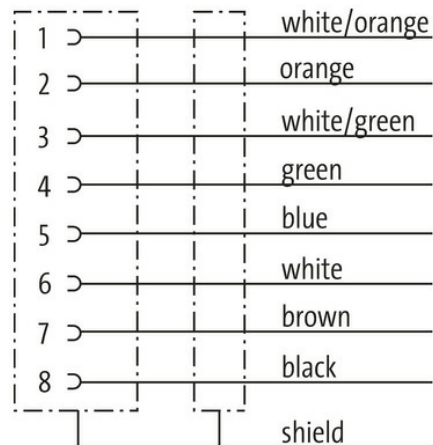 1 white/orange
2 orange
3 white/green
4 green
5 blue
6 white
7 brown
8 black
shield